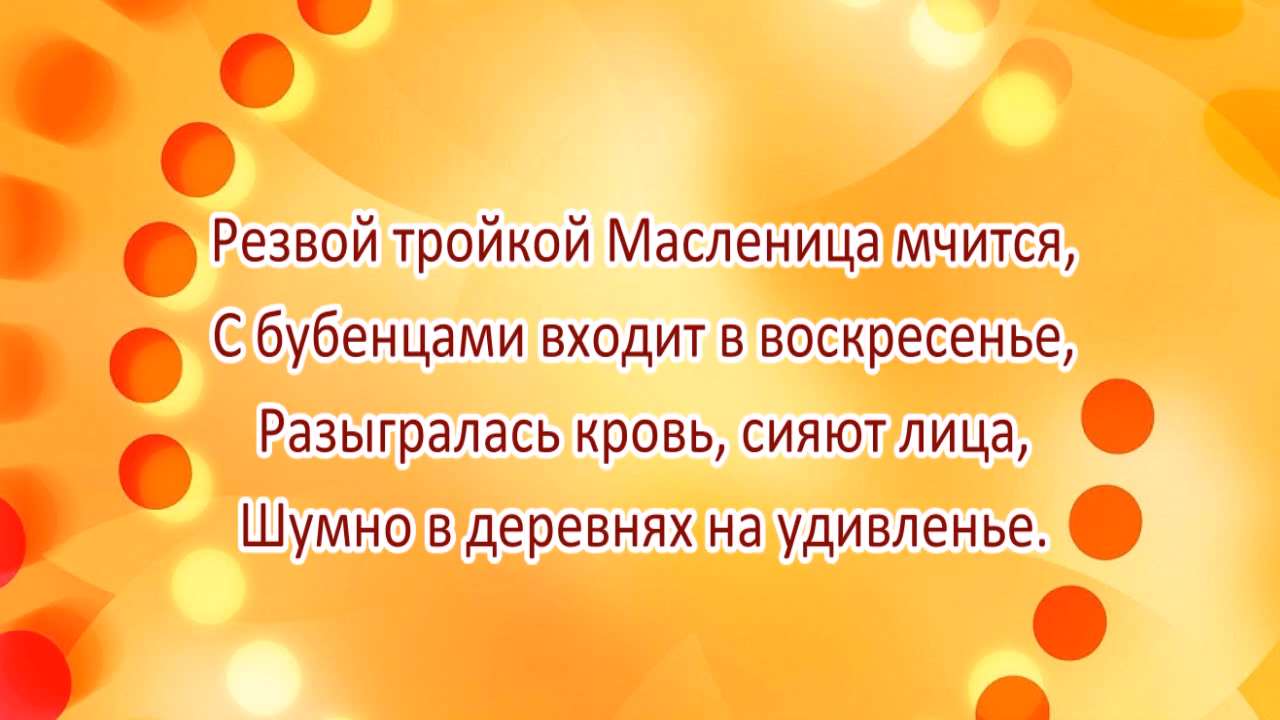 Резвой тройкой Масленица мчится,
С бубенцами входит в воскресенье,
Разыгралась кровь, сияют лица,
Шумно в деревнях на удивленье.